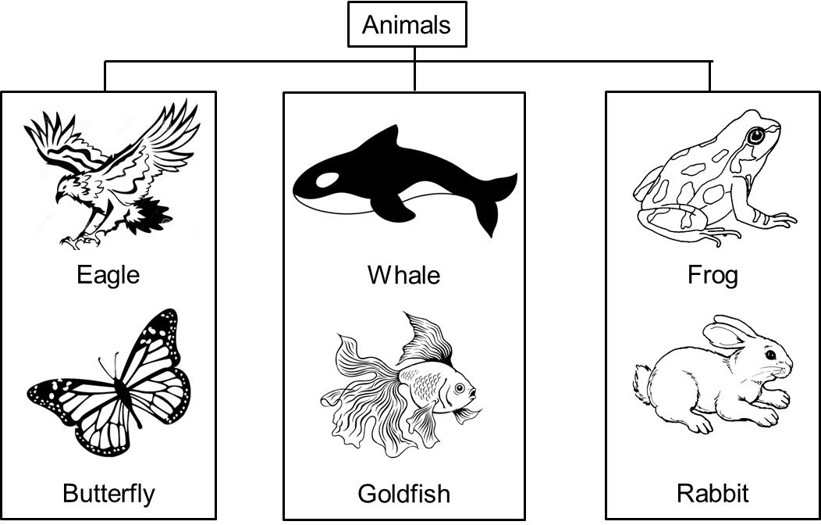 Animals
Eagle
Butterfly
Whale
Goldfish
Frog
Rabbit